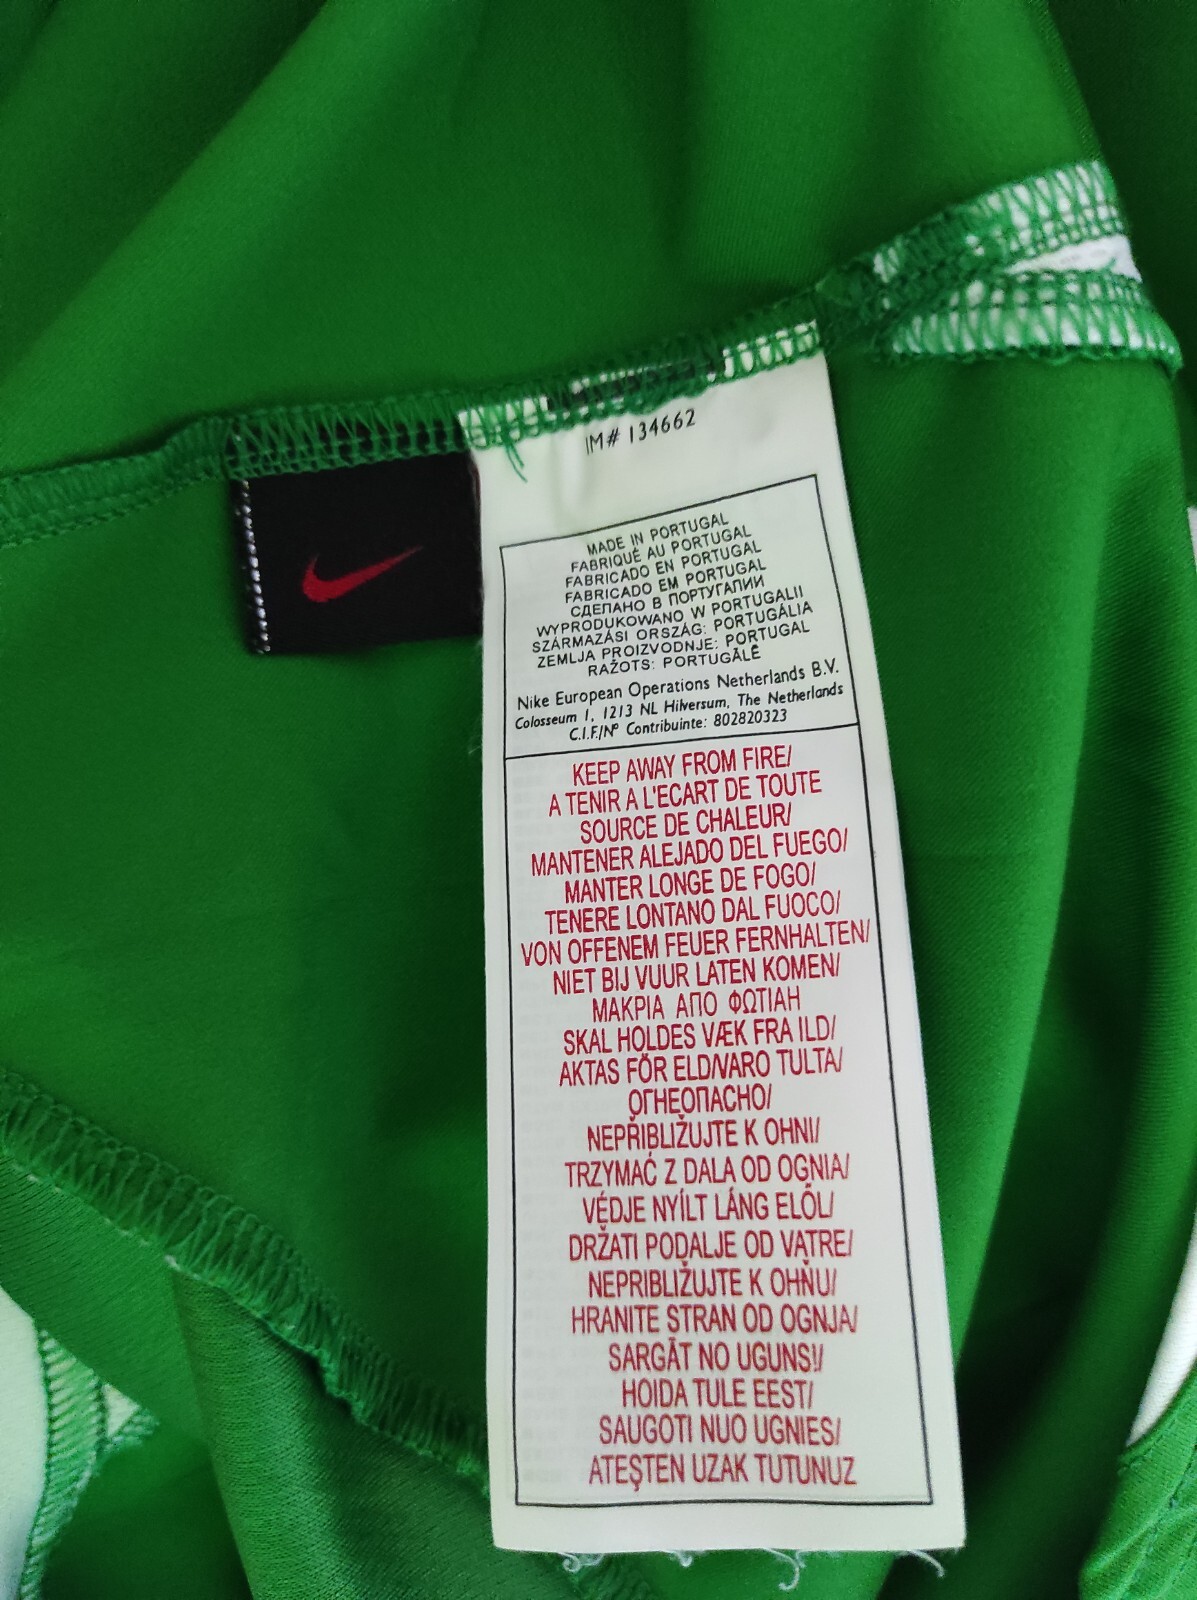 IM# 134662
MADE IN PORTUGAL
FABRIQUÉ AU PORTUGAL
FABRICADO EN PORTUGAL
FABRICADO EM PORTUGAL
СДЕЛАНО В ПОРТУГАЛИИ
WYPRODUKOWANO W PORTUGALII
SZÁRMAZÁSI ORSZÁG: PORTUGÁLIA
ZEMLJA PROIZVODNJE: PORTUGAL
RAŽOTS: PORTUGĀLĒ
Nike European Operations Netherlands B.V.
Colosseum 1, 1213 NL Hilversum, The Netherlands
C.I.F./Nº Contribuinte: 802820323
KEEP AWAY FROM FIRE/
A TENIR A L'ECART DE TOUTE
SOURCE DE CHALEUR/
MANTENER ALEJADO DEL FUEGO/
MANTER LONGE DE FOGO/
TENERE LONTANO DAL FUOCO/
VON OFFENEM FEUER FERNHALTEN/
NIET BIJ VUUR LATEN KOMEN/
ΜΑΚΡΙΑ ΑΠΟ ΦΩΤΙΑΗ
SKAL HOLDES VÆK FRA ILD/
AKTAS FÖR ELD/VARO TULTA/
ОГНЕОПАСНО/
NEPŘIBLIŽUJTE K OHNI/
TRZYMAĆ Z DALA OD OGNIA/
VÉDJE NYÍLT LÁNG ELŐL/
DRŽATI PODALJE OD VATRE/
NEPRIBLIŽUJTE K OHŇU/
HRANITE STRAN OD OGNJA/
SARGĀT NO UGUNS!/
HOIDA TULE EEST/
SAUGOTI NUO UGNIES/
ATEŞTEN UZAK TUTUNUZ